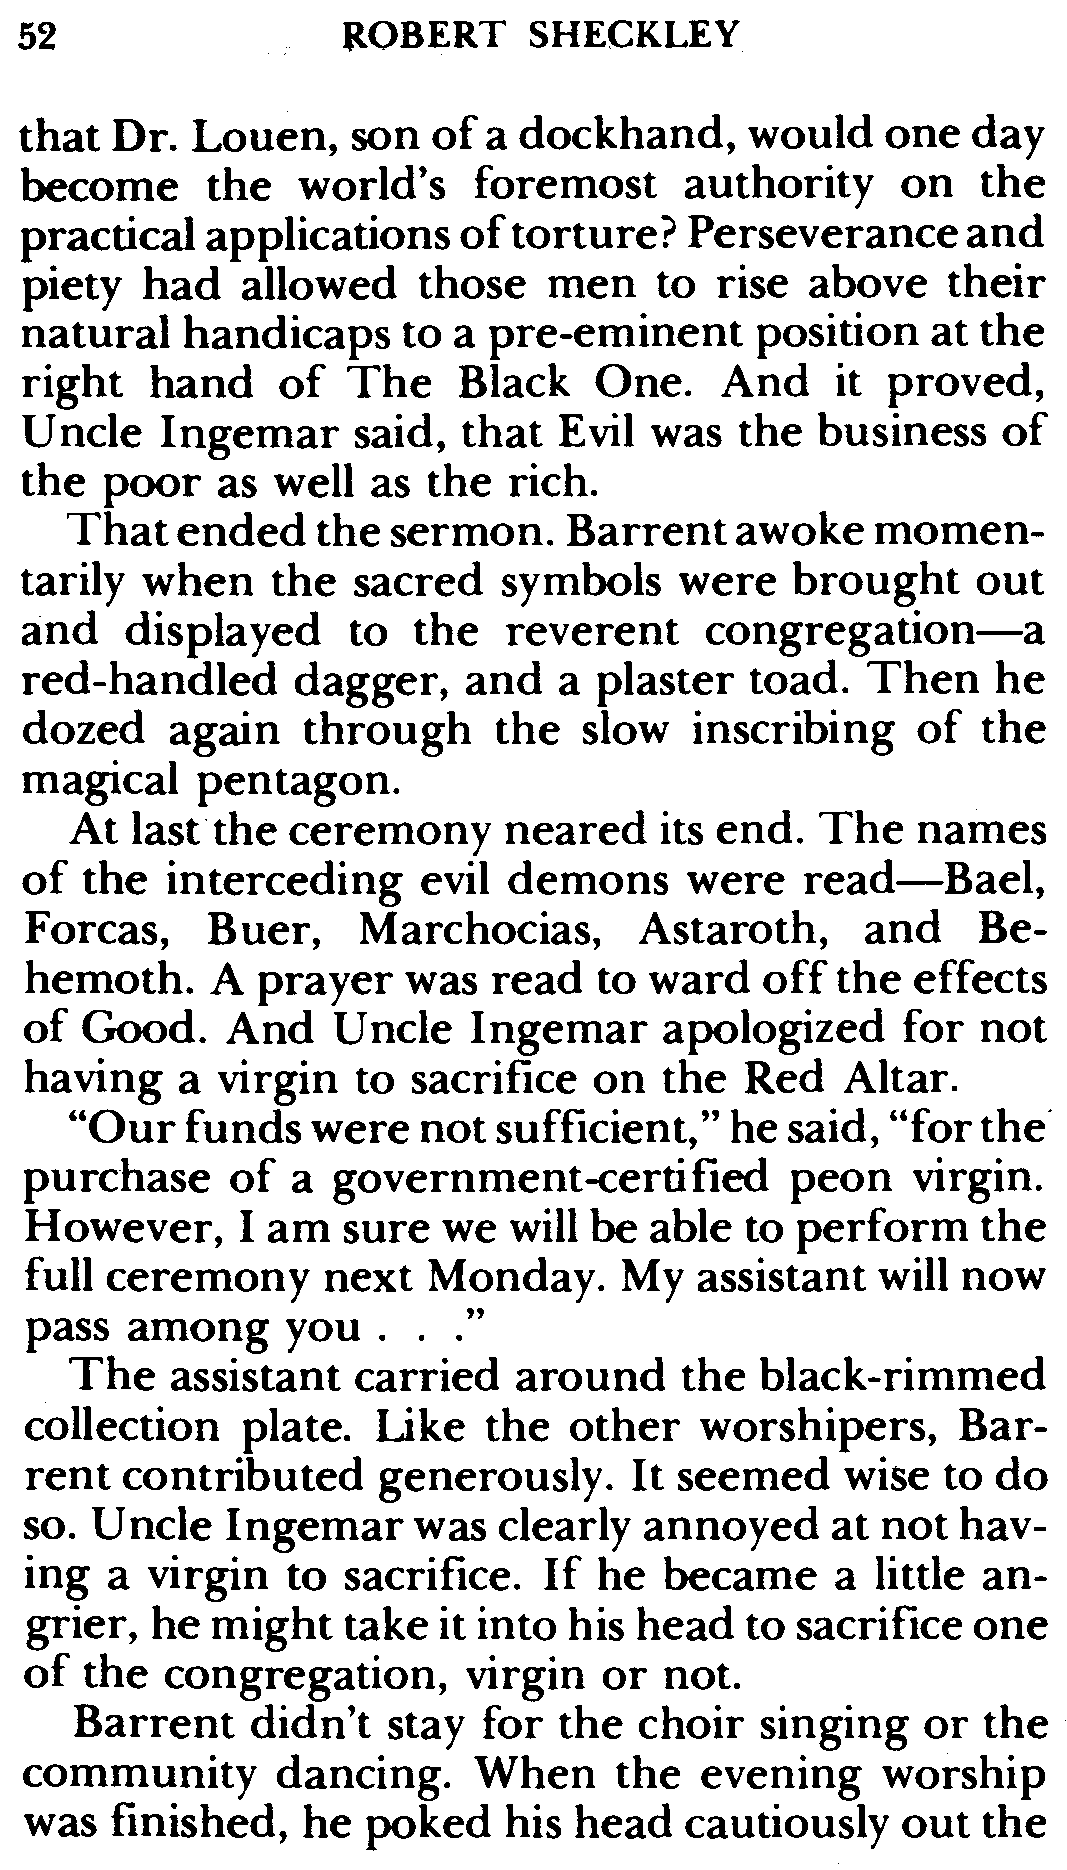 52 ROBERT SHECKLEY
that Dr. Louen, son of a dockhand, would one day
become the world's foremost authority on the
practical applications of torture? Perseverance and
piety had allowed those men to rise above their
natural handicaps to a pre-eminent position at the
right hand of The Black One. And it proved,
Uncle Ingemar said, that Evil was the business of
the poor as well as the rich.
That ended the sermon. Barrent awoke momen-
tarily when the sacred symbols were brought out
and displayed to the reverent congregation—a
red-handled dagger, and a plaster toad. Then he
dozed again through the slow inscribing of the
magical pentagon.
At last the ceremony neared its end. The names
of the interceding evil demons were read—Bael,
Forcas, Buer, Marchocias, Astaroth, and Be-
hemoth. A prayer was read to ward off the effects
of Good. And Uncle Ingemar apologized for not
having a virgin to sacrifice on the Red Altar.
“Our funds were not sufficient,” he said, “for the
purchase of a government-certified peon virgin.
However, I am sure we will be able to perform the
full ceremony next Monday. My assistant will now
pass among you . . .”
The assistant carried around the black-rimmed
collection plate. Like the other worshipers, Bar-
rent contributed generously. It seemed wise to do
so. Uncle Ingemar was clearly annoyed at not hav-
ing a virgin to sacrifice. If he became a little an-
grier, he might take it into his head to sacrifice one
of the congregation, virgin or not.
Barrent didn't stay for the choir singing or the
community dancing. When the evening worship
was finished, he poked his head cautiously out the